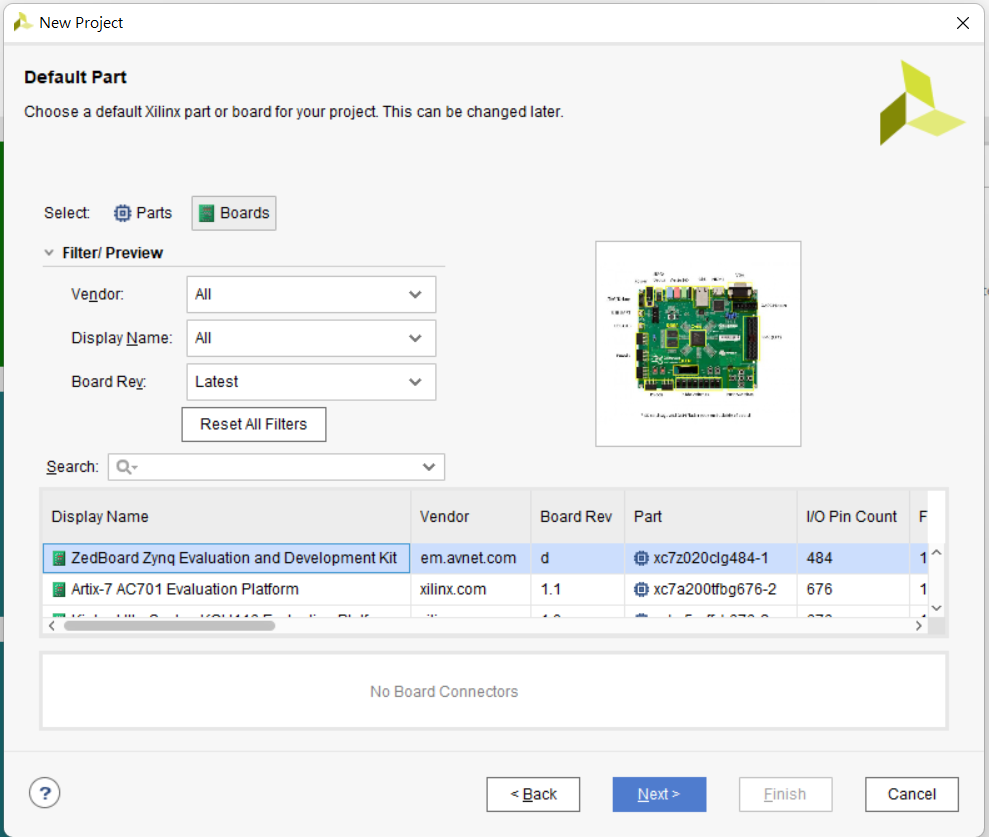 New Project
Default Part
Choose a default Xilinx part or board for your project. This can be changed later.
Select: Parts Boards
Filter/ Preview
Vendor: All
Display Name: All
Board Rev: Latest
Reset All Filters
Search:
Display Name Vendor Board Rev Part I/O Pin Count F
ZedBoard Zynq Evaluation and Development Kit em.avnet.com d xc7z020clg484-1 484 1
Artix-7 AC701 Evaluation Platform xilinx.com 1.1 xc7a200tfbg676-2 676 1
No Board Connectors
?
< Back Next > Finish Cancel